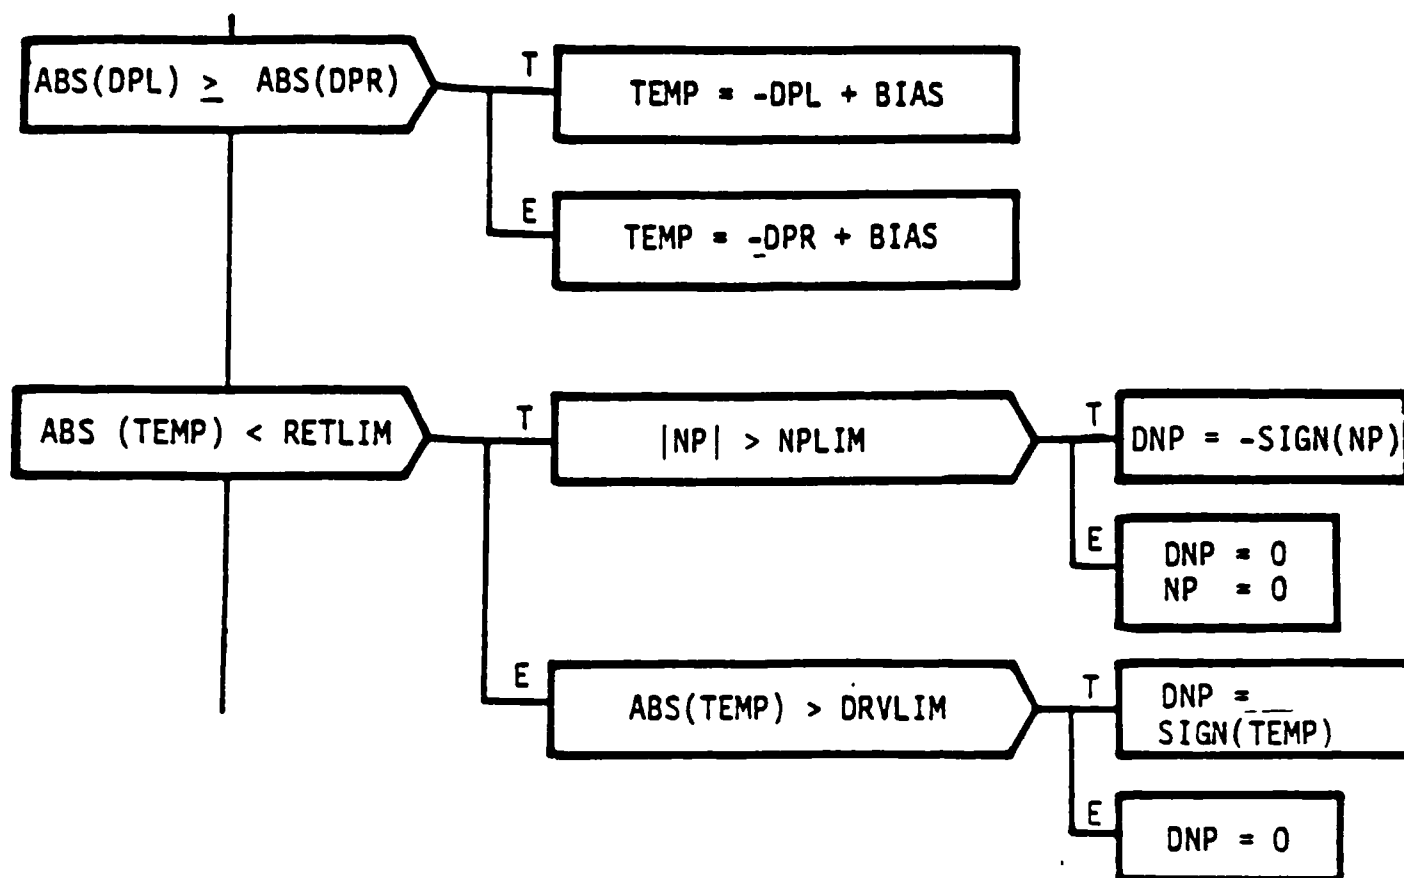 ABS(DPL) ≥ ABS(DPR)
T
TEMP = -DPL + BIAS
E
TEMP = -DPR + BIAS
ABS (TEMP) < RETLIM
T
|NP| > NPLIM
T
DNP = -SIGN(NP)
E
DNP = 0
NP = 0
E
ABS(TEMP) > DRVLIM
T
DNP =
SIGN(TEMP)
E
DNP = 0